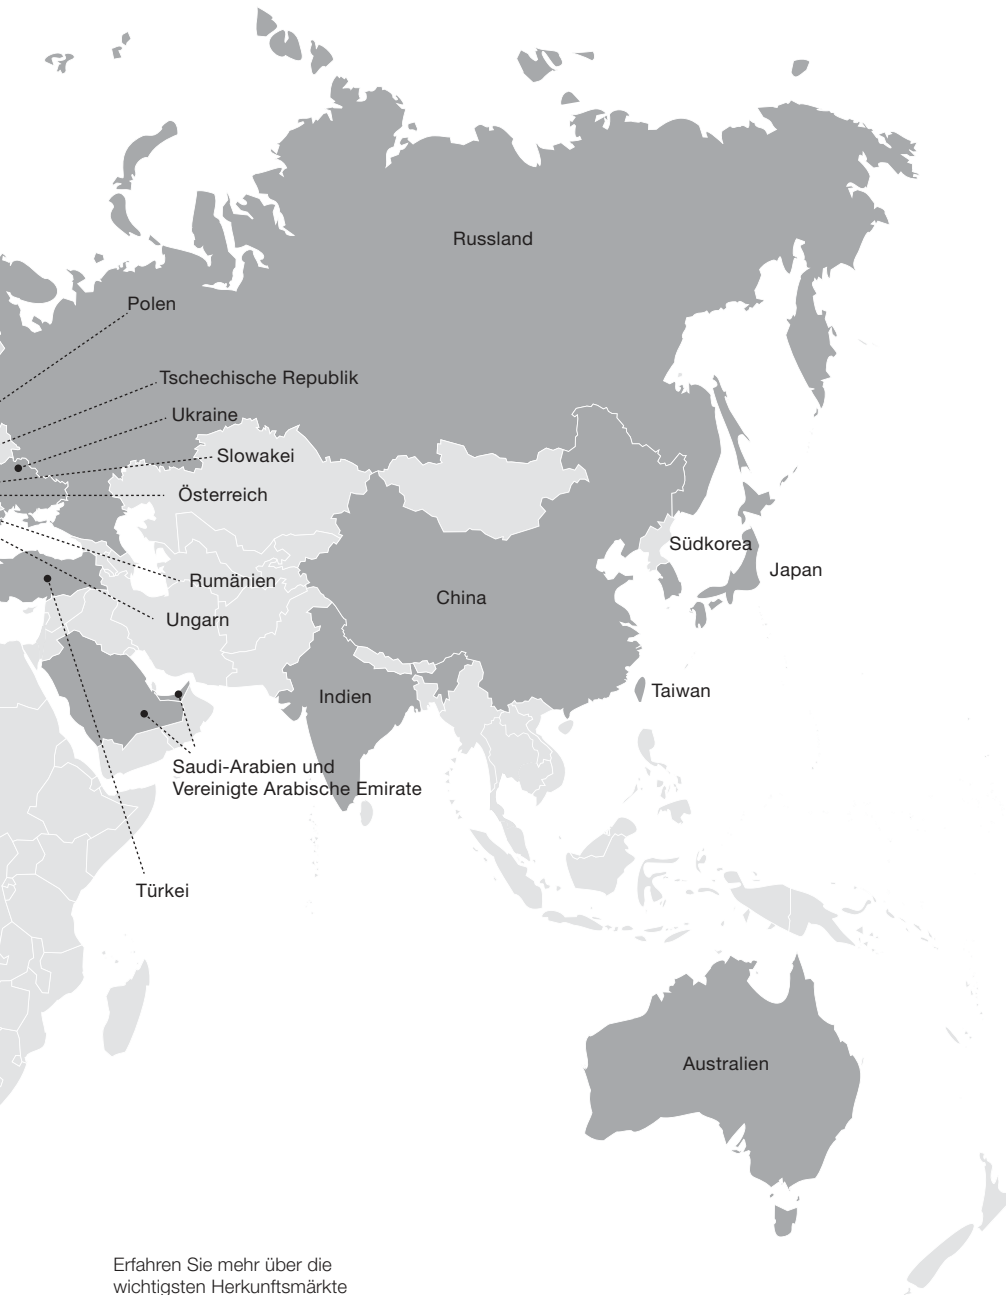 Russland
Polen
Tschechische Republik
Ukraine
Slowakei
Österreich
Südkorea
Japan
Rumänien
China
Ungarn
Taiwan
Indien
Saudi-Arabien und
Vereinigte Arabische Emirate
Türkei
Australien
Erfahren Sie mehr über die
wichtigsten Herkunftsmärkte